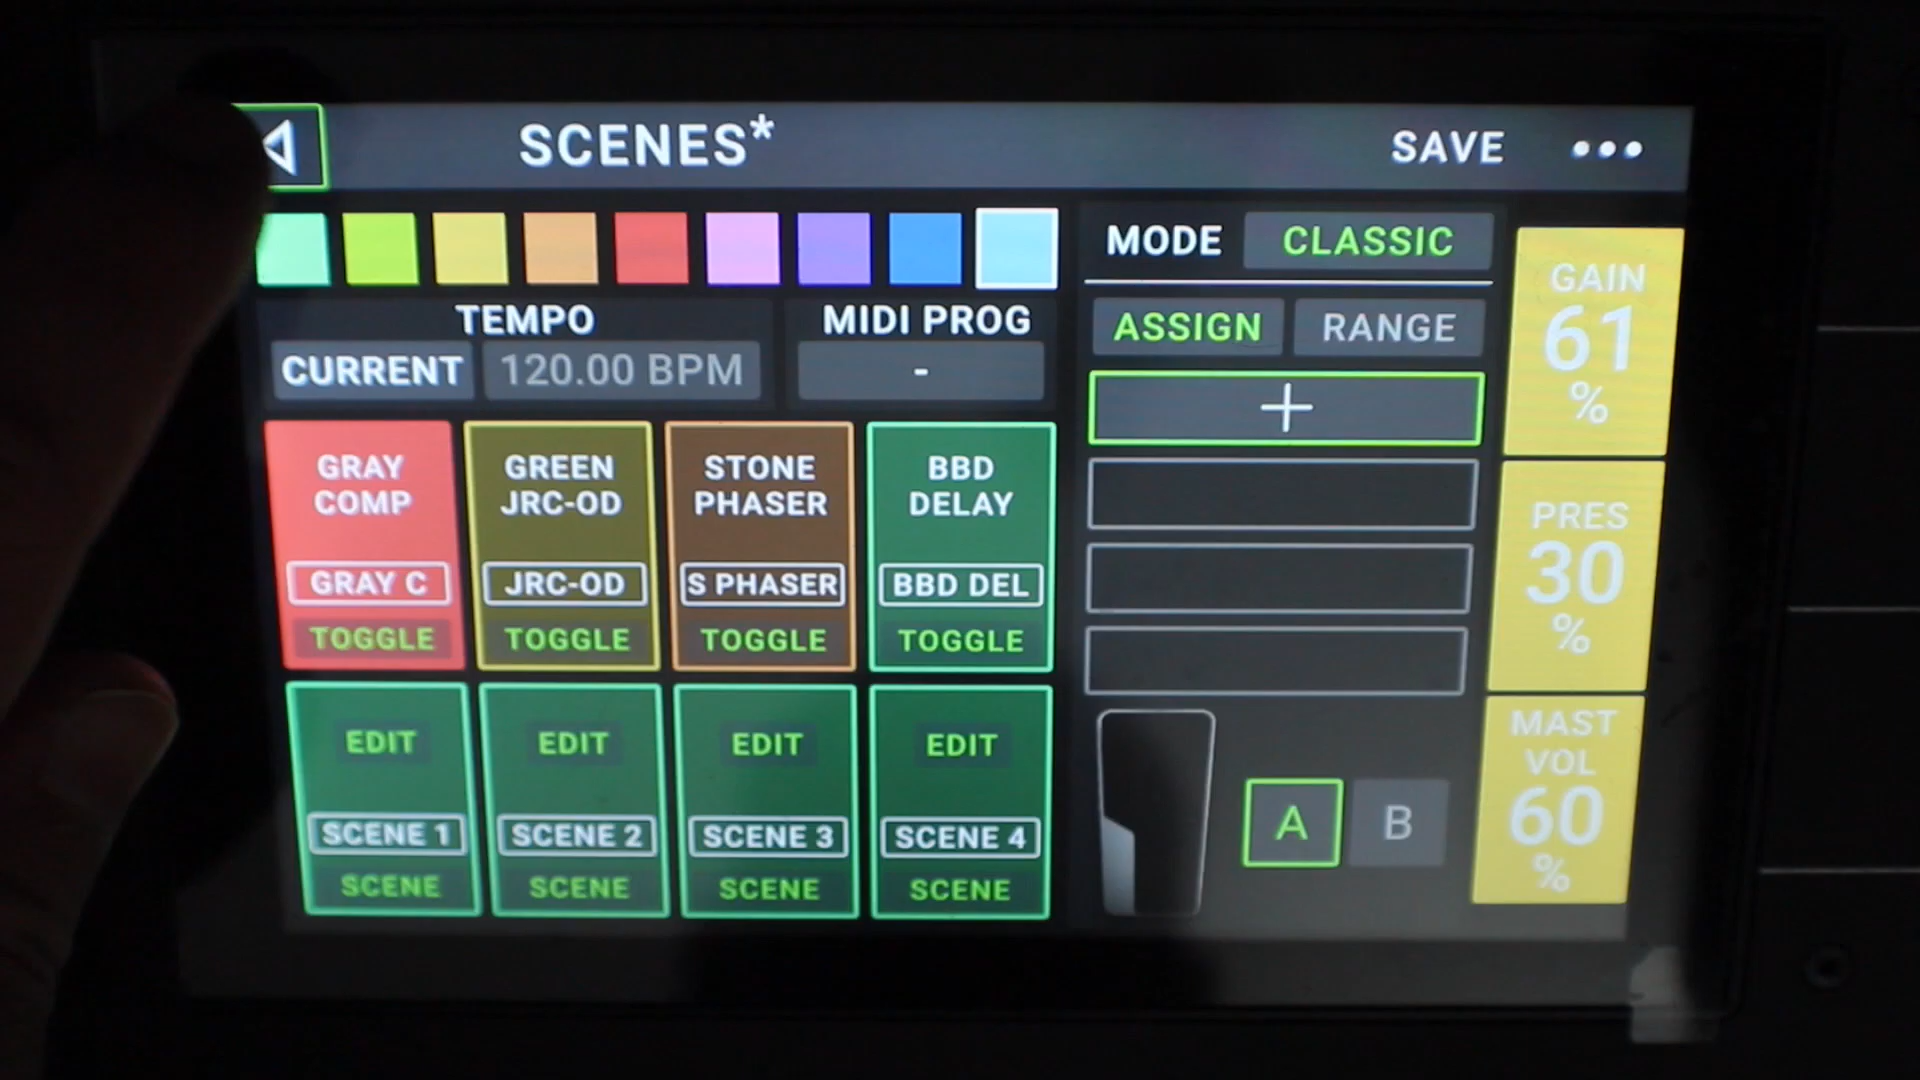 SCENES*
SAVE •••
MODE CLASSIC
TEMPO
MIDI PROG
CURRENT 120.00 BPM
-
ASSIGN RANGE
+
GRAY
COMP
GRAY C
TOGGLE
GREEN
JRC-OD
JRC-OD
TOGGLE
STONE
PHASER
S PHASER
TOGGLE
BBD
DELAY
BBD DEL
TOGGLE
EDIT
SCENE 1
SCENE
EDIT
SCENE 2
SCENE
EDIT
SCENE 3
SCENE
EDIT
SCENE 4
SCENE
A B
GAIN
61
%
PRES
30
%
MAST
VOL
60
%